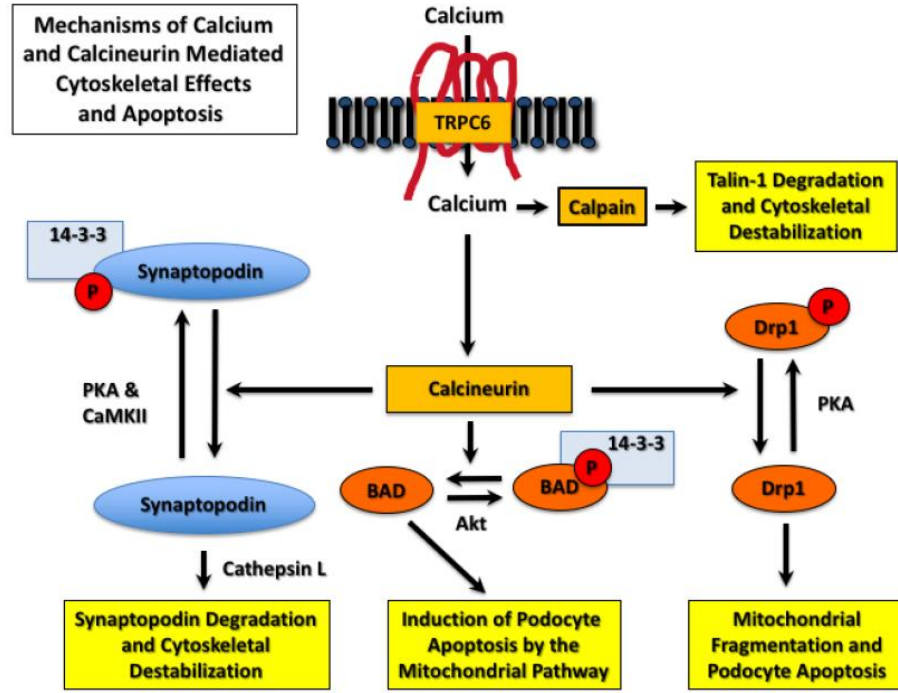 Mechanisms of Calcium
and Calcineurin Mediated
Cytoskeletal Effects
and Apoptosis
Calcium
TRPC6
Calcium
Calpain
Talin-1 Degradation
and Cytoskeletal
Destabilization
14-3-3
Synaptopodin
P
P
Drp1
PKA &
CaMKII
Calcineurin
PKA
14-3-3
P
BAD
BAD
Akt
Synaptopodin
Drp1
Cathepsin L
Synaptopodin Degradation
and Cytoskeletal
Destabilization
Induction of Podocyte
Apoptosis by the
Mitochondrial Pathway
Mitochondrial
Fragmentation and
Podocyte Apoptosis